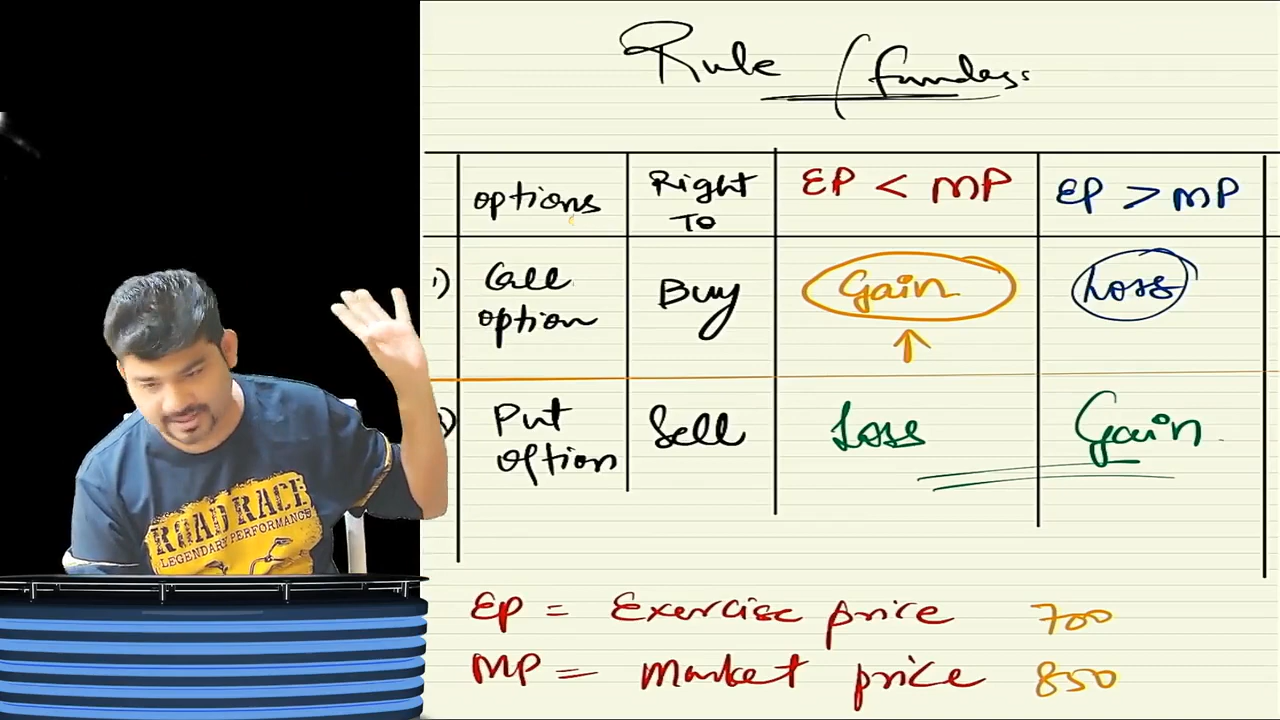 Rule / fundas:
options
Right
To
EP < MP
EP > MP
1)
Call
option
Buy
Gain
Loss
Put
option
Sell
Loss
Gain
EP = Exercise price 700
MP = Market price 850
ROAD RACE
LEGENDARY PERFORMANCE